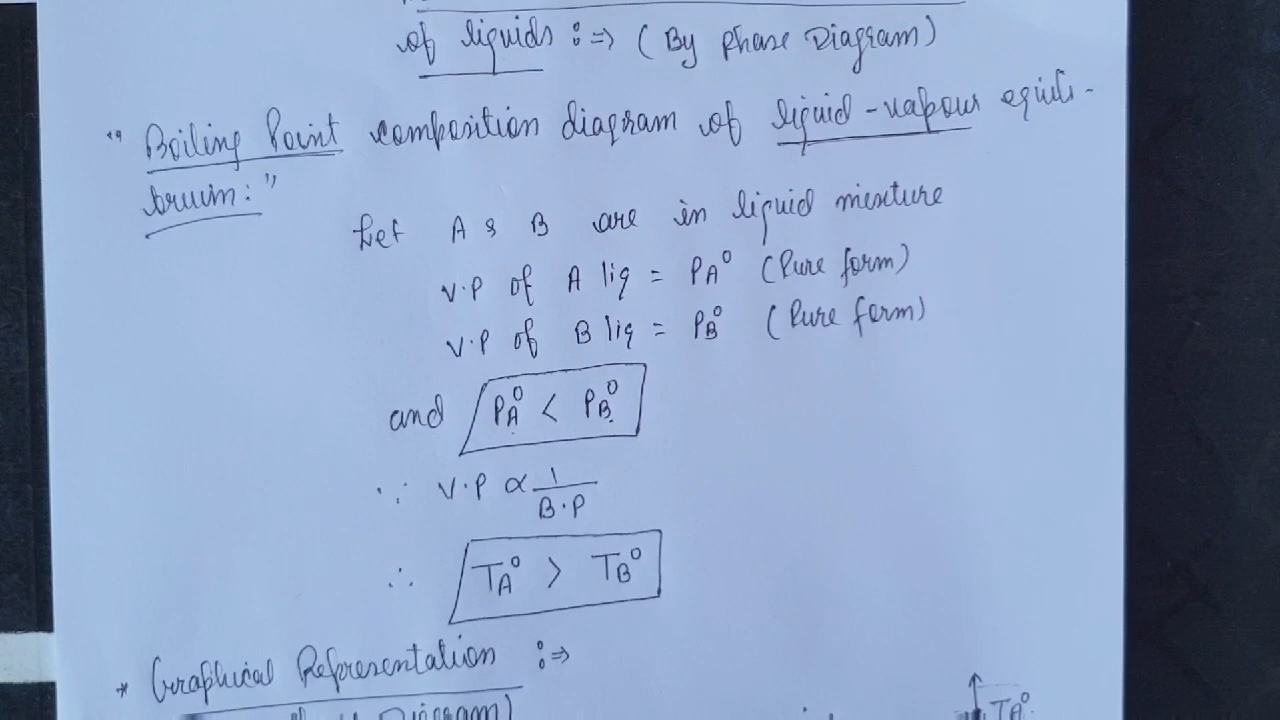 of liquids :⇒ (By Phase Diagram)
" Boiling Point composition diagram of liquid-vapour equili-
brium:"
Let A & B are in liquid mixture
V.P of A liq = PA° (Pure form)
V.P of B liq = PB° (Pure form)
and PA° < PB°
∵ V.P ∝ 1/B.P
∴ TA° > TB°
* Graphical Representation :⇒
Diagram)
TA°